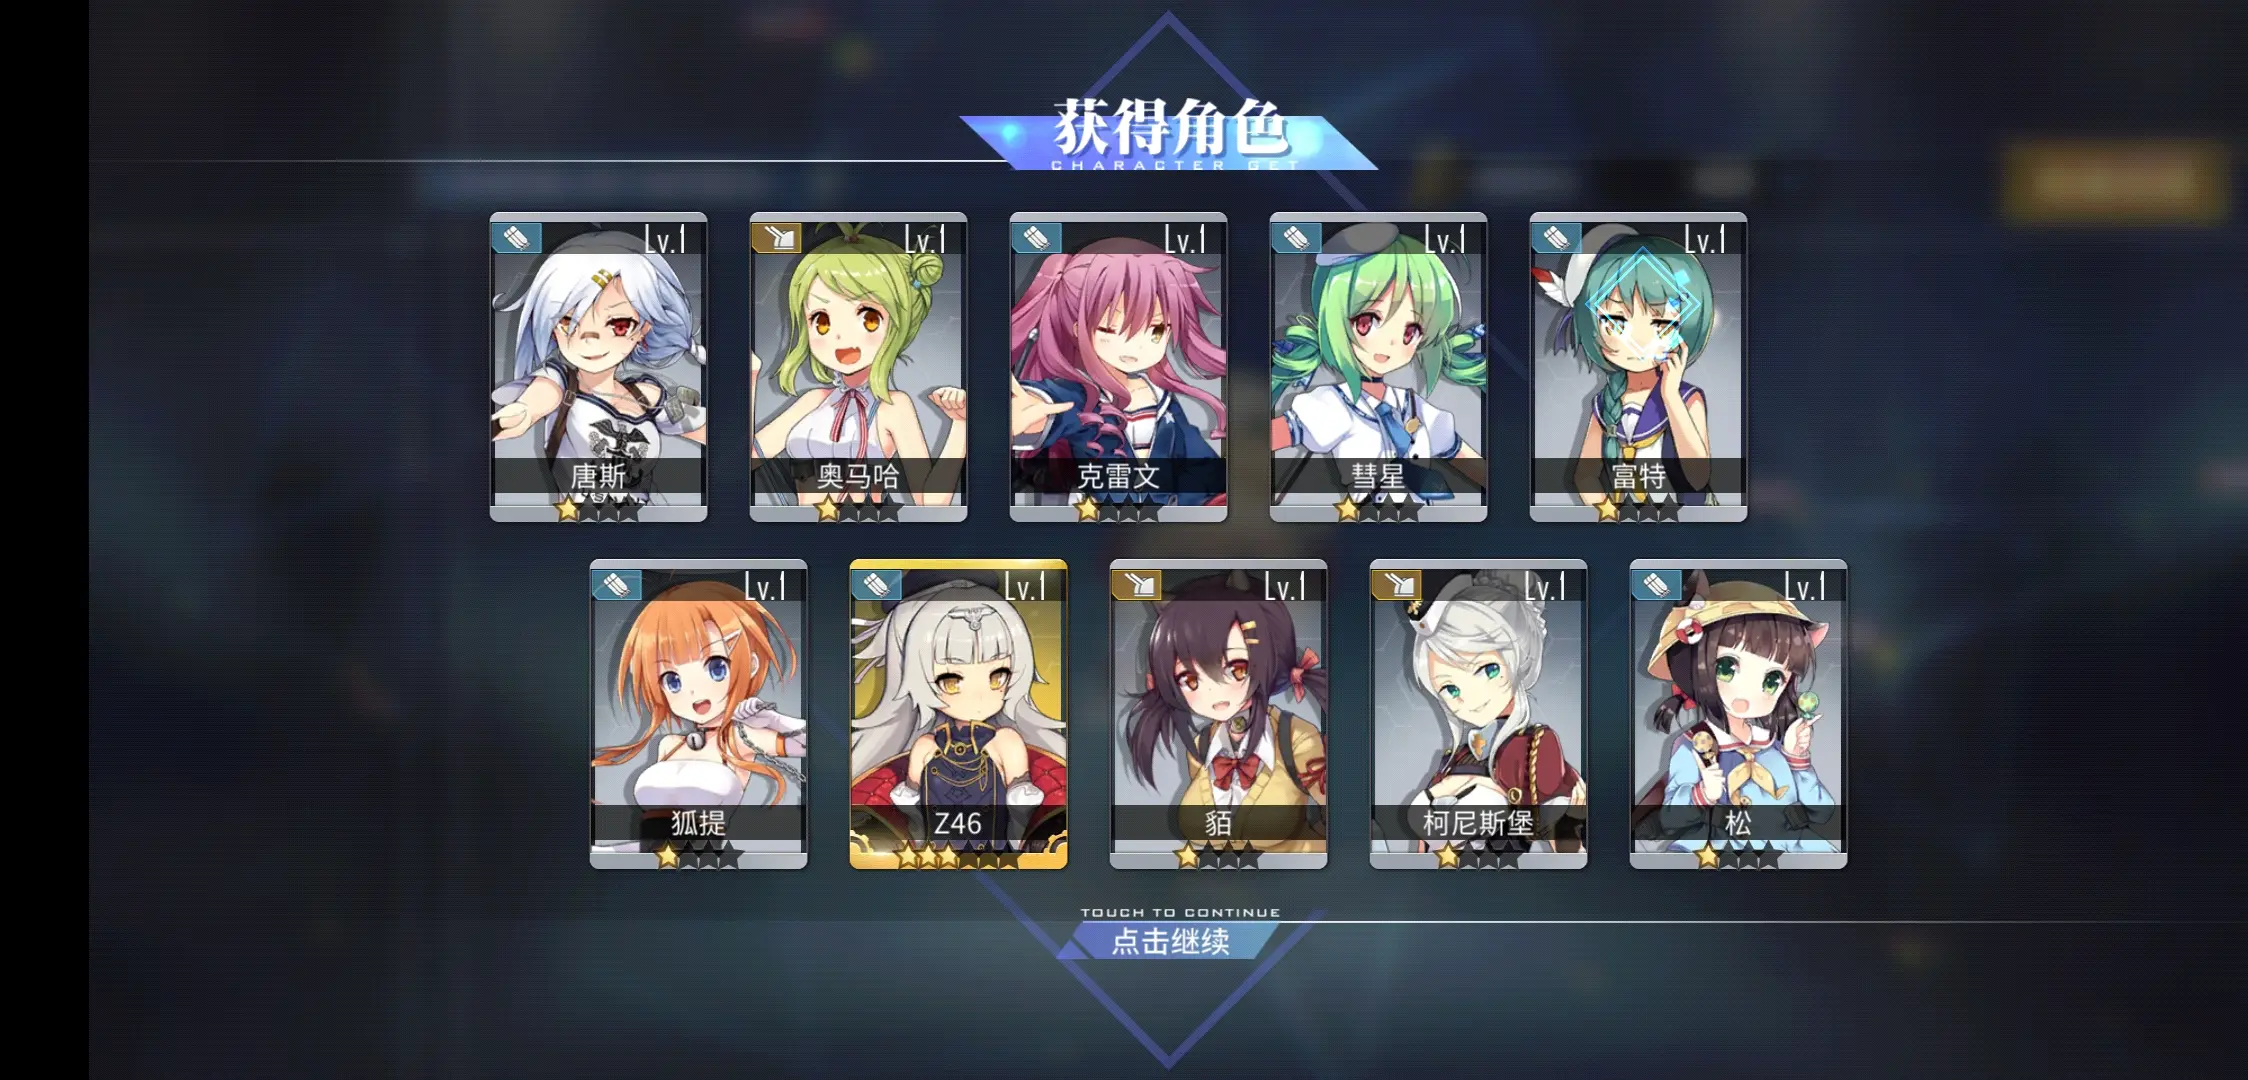 获得角色
CHARACTER GET
Lv.1
Lv.1
Lv.1
Lv.1
Lv.1
唐斯
奥马哈
克雷文
彗星
富特
Lv.1
Lv.1
Lv.1
Lv.1
Lv.1
狐提
Z46
貊
柯尼斯堡
松
TOUCH TO CONTINUE
点击继续